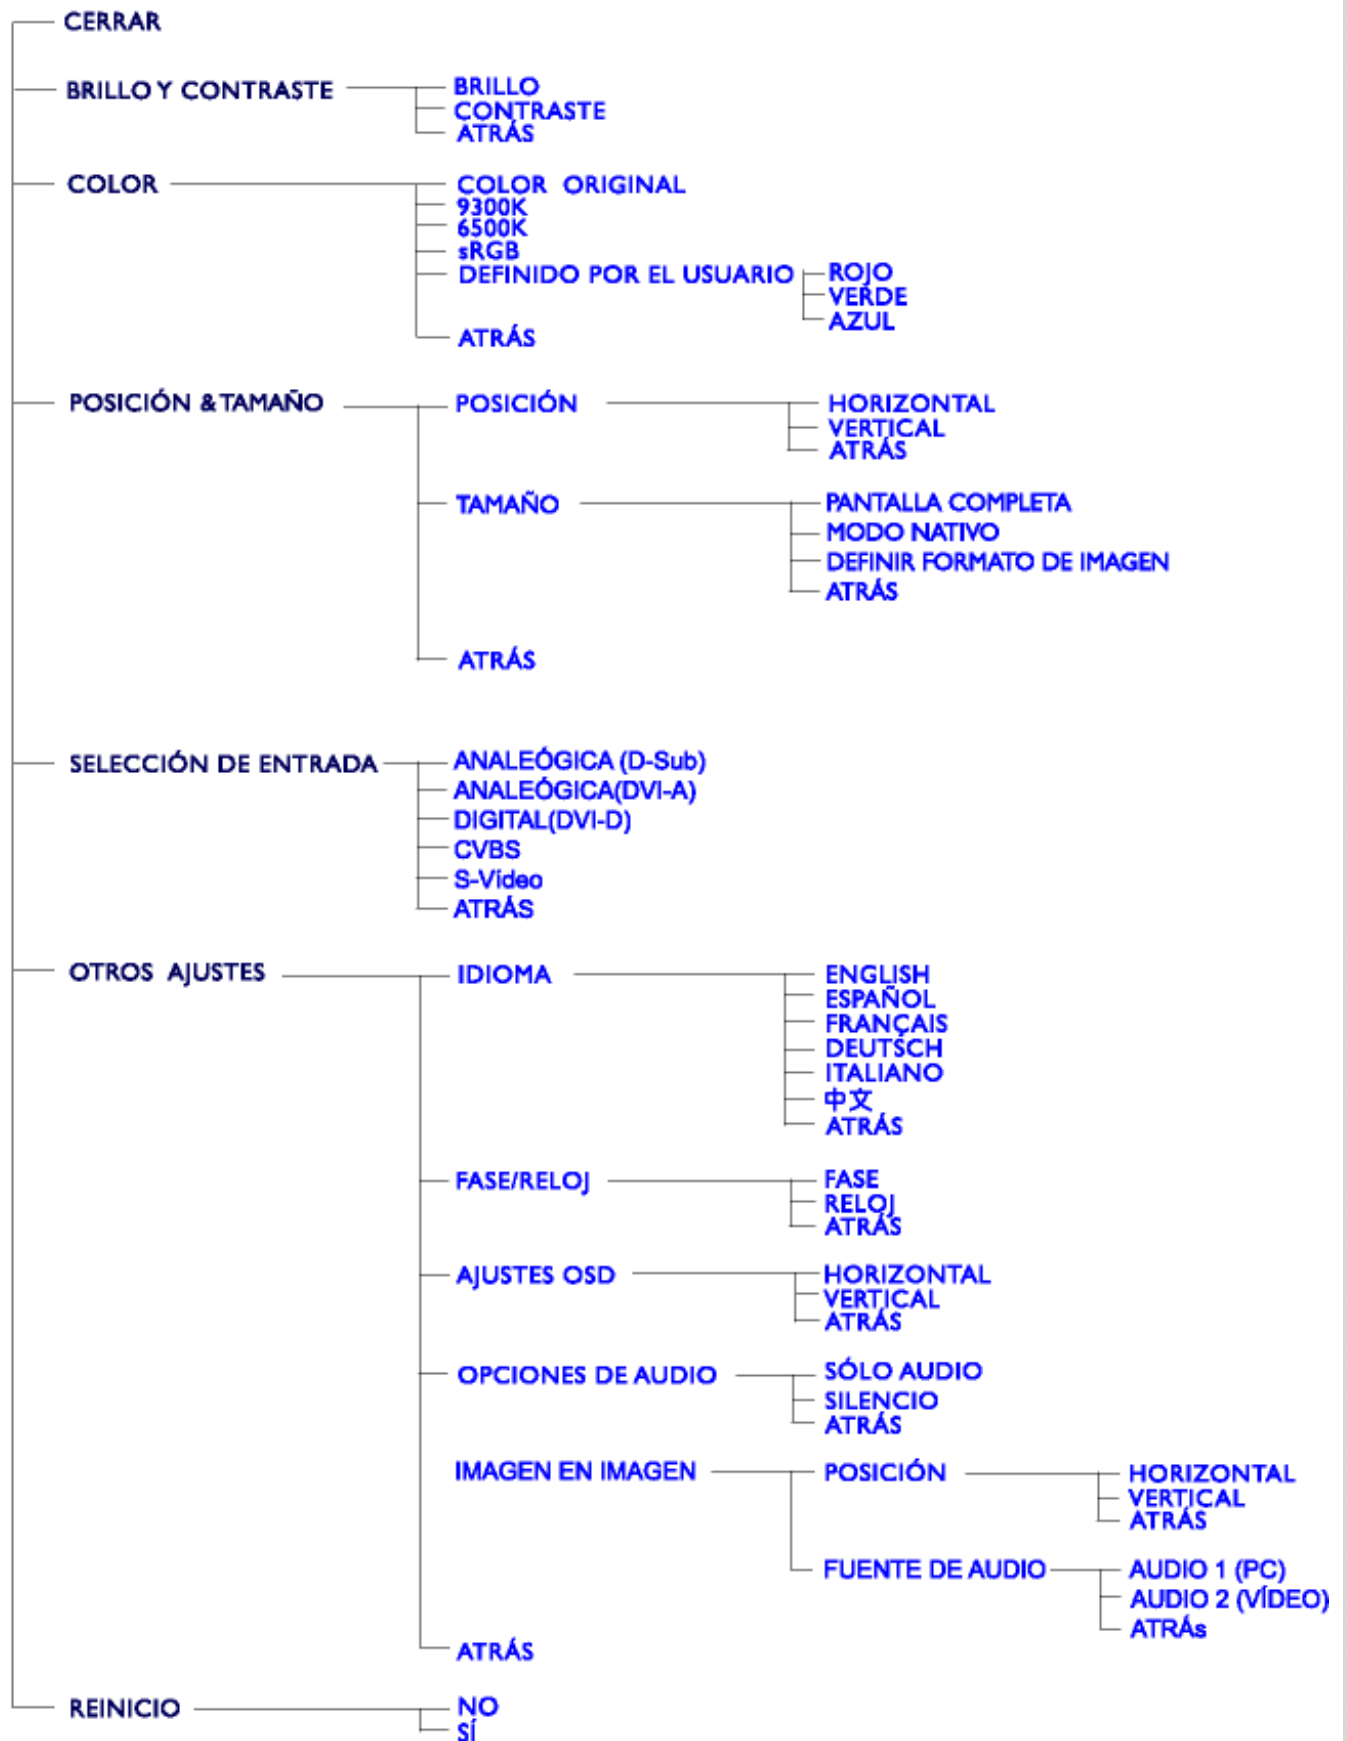 CERRAR
BRILLO Y CONTRASTE
BRILLO
CONTRASTE
ATRÁS
COLOR
COLOR ORIGINAL
9300K
6500K
sRGB
DEFINIDO POR EL USUARIO
ROJO
VERDE
AZUL
ATRÁS
POSICIÓN & TAMAÑO
POSICIÓN
HORIZONTAL
VERTICAL
ATRÁS
TAMAÑO
PANTALLA COMPLETA
MODO NATIVO
DEFINIR FORMATO DE IMAGEN
ATRÁS
ATRÁS
SELECCIÓN DE ENTRADA
ANALEÓGICA (D-Sub)
ANALEÓGICA(DVI-A)
DIGITAL(DVI-D)
CVBS
S-Vídeo
ATRÁS
OTROS AJUSTES
IDIOMA
ENGLISH
ESPAÑOL
FRANÇAIS
DEUTSCH
ITALIANO
中文
ATRÁS
FASE/RELOJ
FASE
RELOJ
ATRÁS
AJUSTES OSD
HORIZONTAL
VERTICAL
ATRÁS
OPCIONES DE AUDIO
SÓLO AUDIO
SILENCIO
ATRÁS
IMAGEN EN IMAGEN
POSICIÓN
HORIZONTAL
VERTICAL
ATRÁS
FUENTE DE AUDIO
AUDIO 1 (PC)
AUDIO 2 (VÍDEO)
ATRÁs
ATRÁS
REINICIO
NO
SÍ